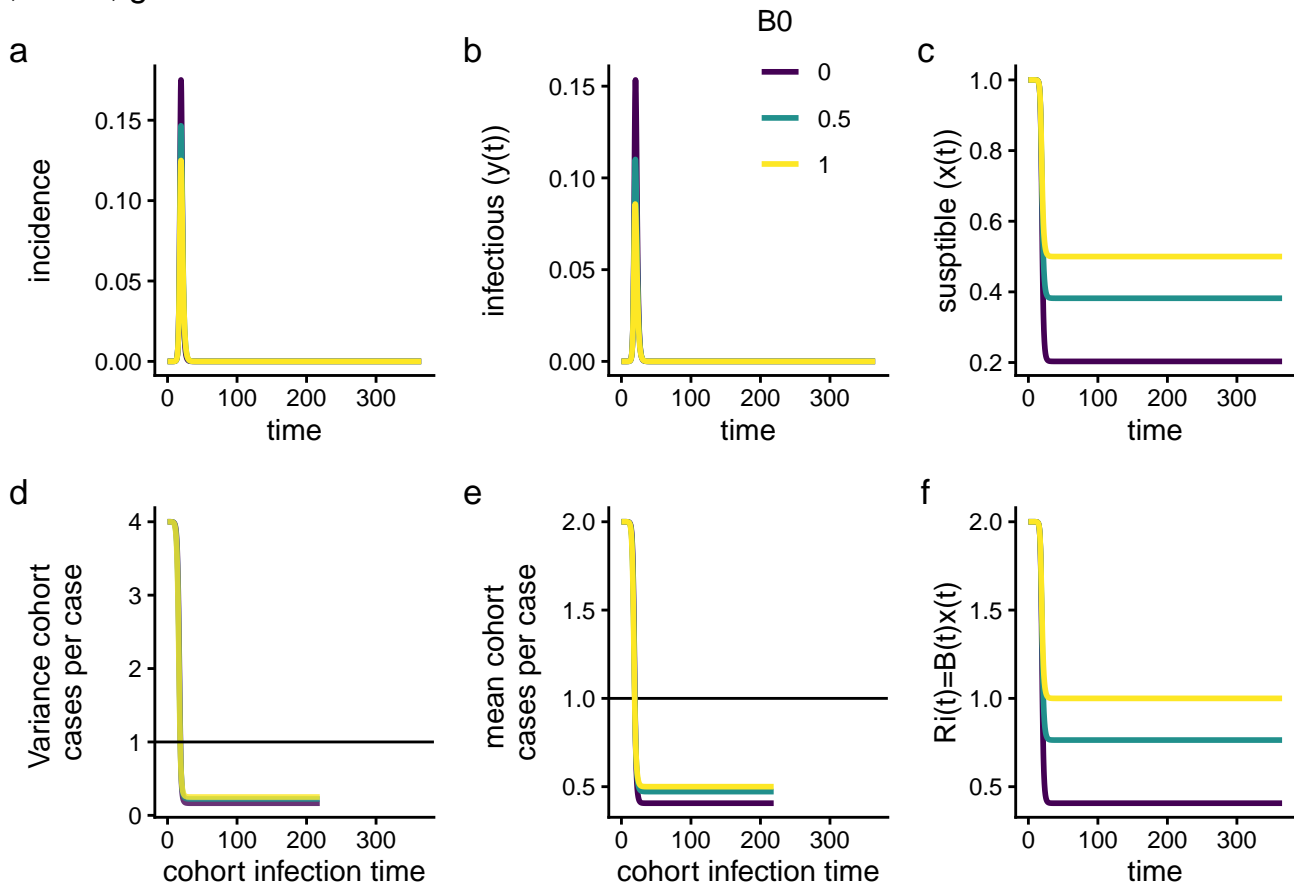 B0
0
0.5
1
a
incidence
0.15
0.10
0.05
0.00
0 100 200 300
time
b
infectious (y(t))
0.15
0.10
0.05
0.00
0 100 200 300
time
c
susptible (x(t))
1.0
0.8
0.6
0.4
0.2
0 100 200 300
time
d
Variance cohort
cases per case
4
3
2
1
0
0 100 200 300
cohort infection time
e
mean cohort
cases per case
2.0
1.5
1.0
0.5
0 100 200 300
cohort infection time
f
Ri(t)=B(t)x(t)
2.0
1.5
1.0
0.5
0 100 200 300
time